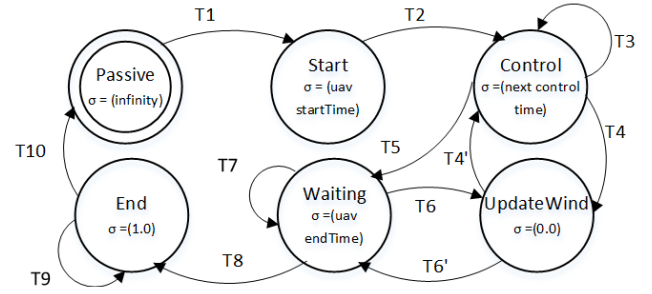 T1
T2
T3
Passive
σ = (infinity)
Start
σ = (uav
startTime)
Control
σ =(next control
time)
T10
T7
T5
T4'
T4
End
σ =(1.0)
Waiting
σ =(uav
endTime)
T6
UpdateWind
σ =(0.0)
T9
T8
T6'